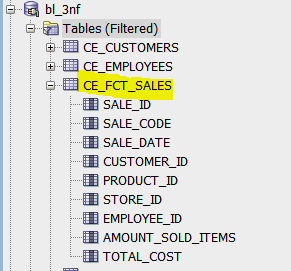 bl_3nf
Tables (Filtered)
CE_CUSTOMERS
CE_EMPLOYEES
CE_FCT_SALES
SALE_ID
SALE_CODE
SALE_DATE
CUSTOMER_ID
PRODUCT_ID
STORE_ID
EMPLOYEE_ID
AMOUNT_SOLD_ITEMS
TOTAL_COST